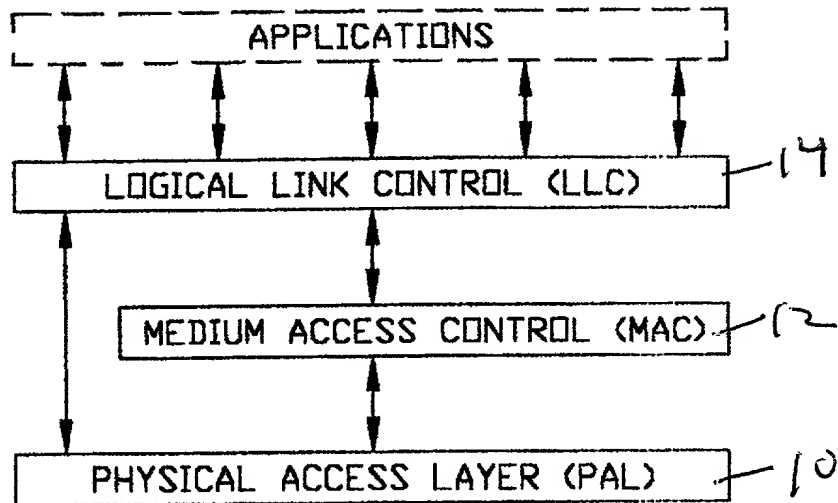 APPLICATIONS
LOGICAL LINK CONTROL (LLC) 14
MEDIUM ACCESS CONTROL (MAC) 12
PHYSICAL ACCESS LAYER (PAL) 10